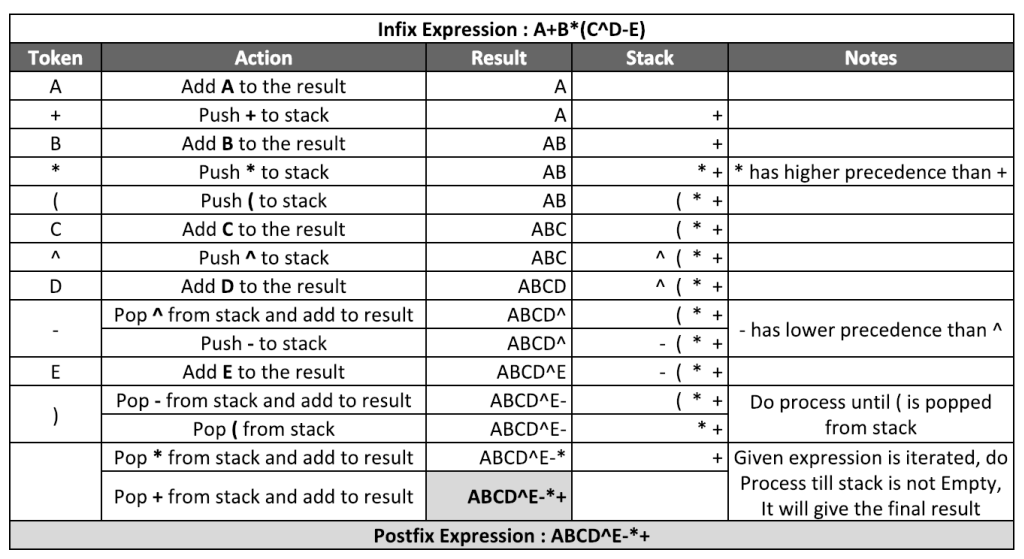 Infix Expression : A+B*(C^D-E)
Token Action Result Stack Notes
A Add A to the result A
+ Push + to stack A +
B Add B to the result AB +
* Push * to stack AB * + * has higher precedence than +
( Push ( to stack AB ( * +
C Add C to the result ABC ( * +
^ Push ^ to stack ABC ^ ( * +
D Add D to the result ABCD ^ ( * +
- Pop ^ from stack and add to result ABCD^ ( * + - has lower precedence than ^
Push - to stack ABCD^ - ( * +
E Add E to the result ABCD^E - ( * +
) Pop - from stack and add to result ABCD^E- ( * + Do process until ( is popped
Pop ( from stack ABCD^E- * + from stack
Pop * from stack and add to result ABCD^E-* + Given expression is iterated, do
Pop + from stack and add to result ABCD^E-*+ Process till stack is not Empty,
It will give the final result
Postfix Expression : ABCD^E-*+